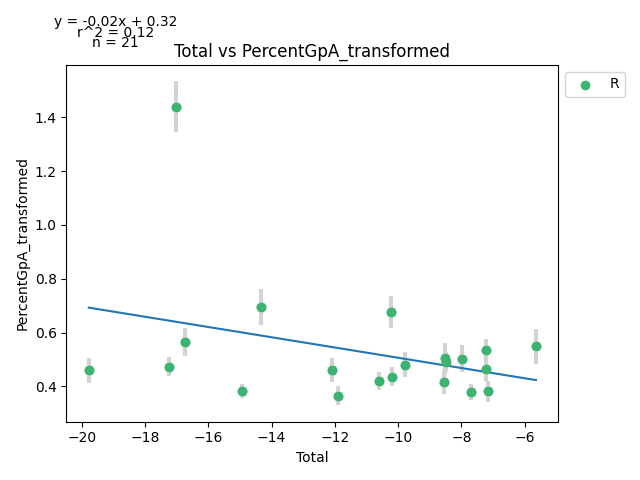 y = -0.02x + 0.32
r^2 = 0.12
n = 21
Total vs PercentGpA_transformed
R
PercentGpA_transformed
1.4
1.2
1.0
0.8
0.6
0.4
−20
−18
−16
−14
−12
−10
−8
−6
Total